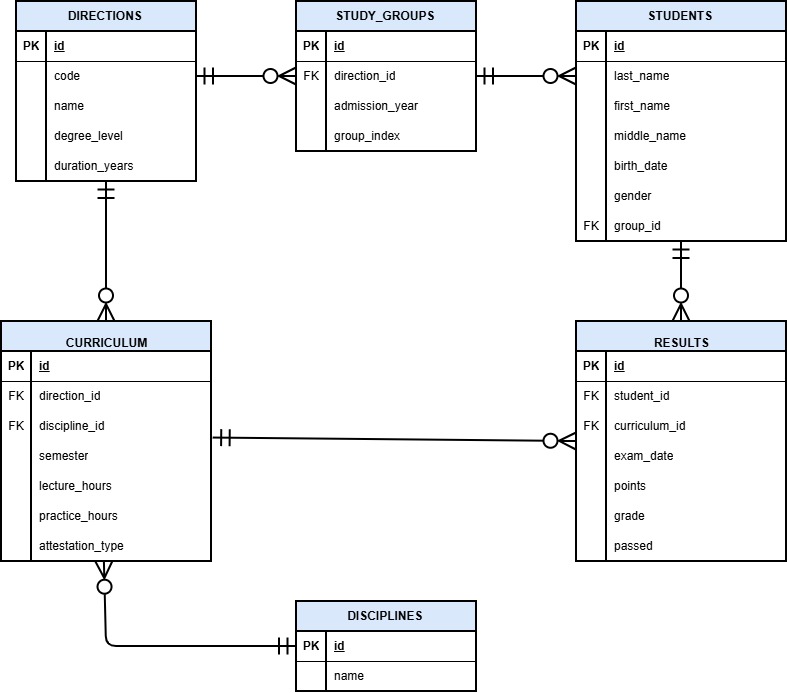 DIRECTIONS
PK id
code
name
degree_level
duration_years
STUDY_GROUPS
PK id
FK direction_id
admission_year
group_index
STUDENTS
PK id
last_name
first_name
middle_name
birth_date
gender
FK group_id
CURRICULUM
PK id
FK direction_id
FK discipline_id
semester
lecture_hours
practice_hours
attestation_type
RESULTS
PK id
FK student_id
FK curriculum_id
exam_date
points
grade
passed
DISCIPLINES
PK id
name